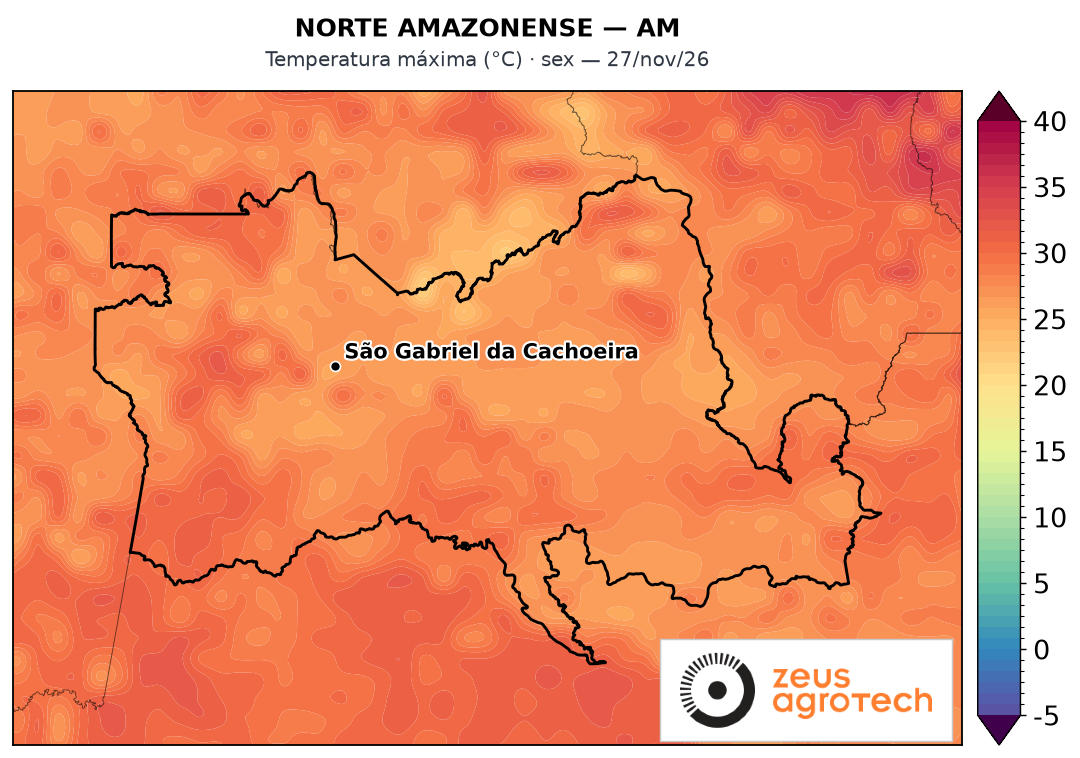 NORTE AMAZONENSE — AM
Temperatura máxima (°C) · sex — 27/nov/26
São Gabriel da Cachoeira
40
35
30
25
20
15
10
5
0
-5
zeus
agrotech